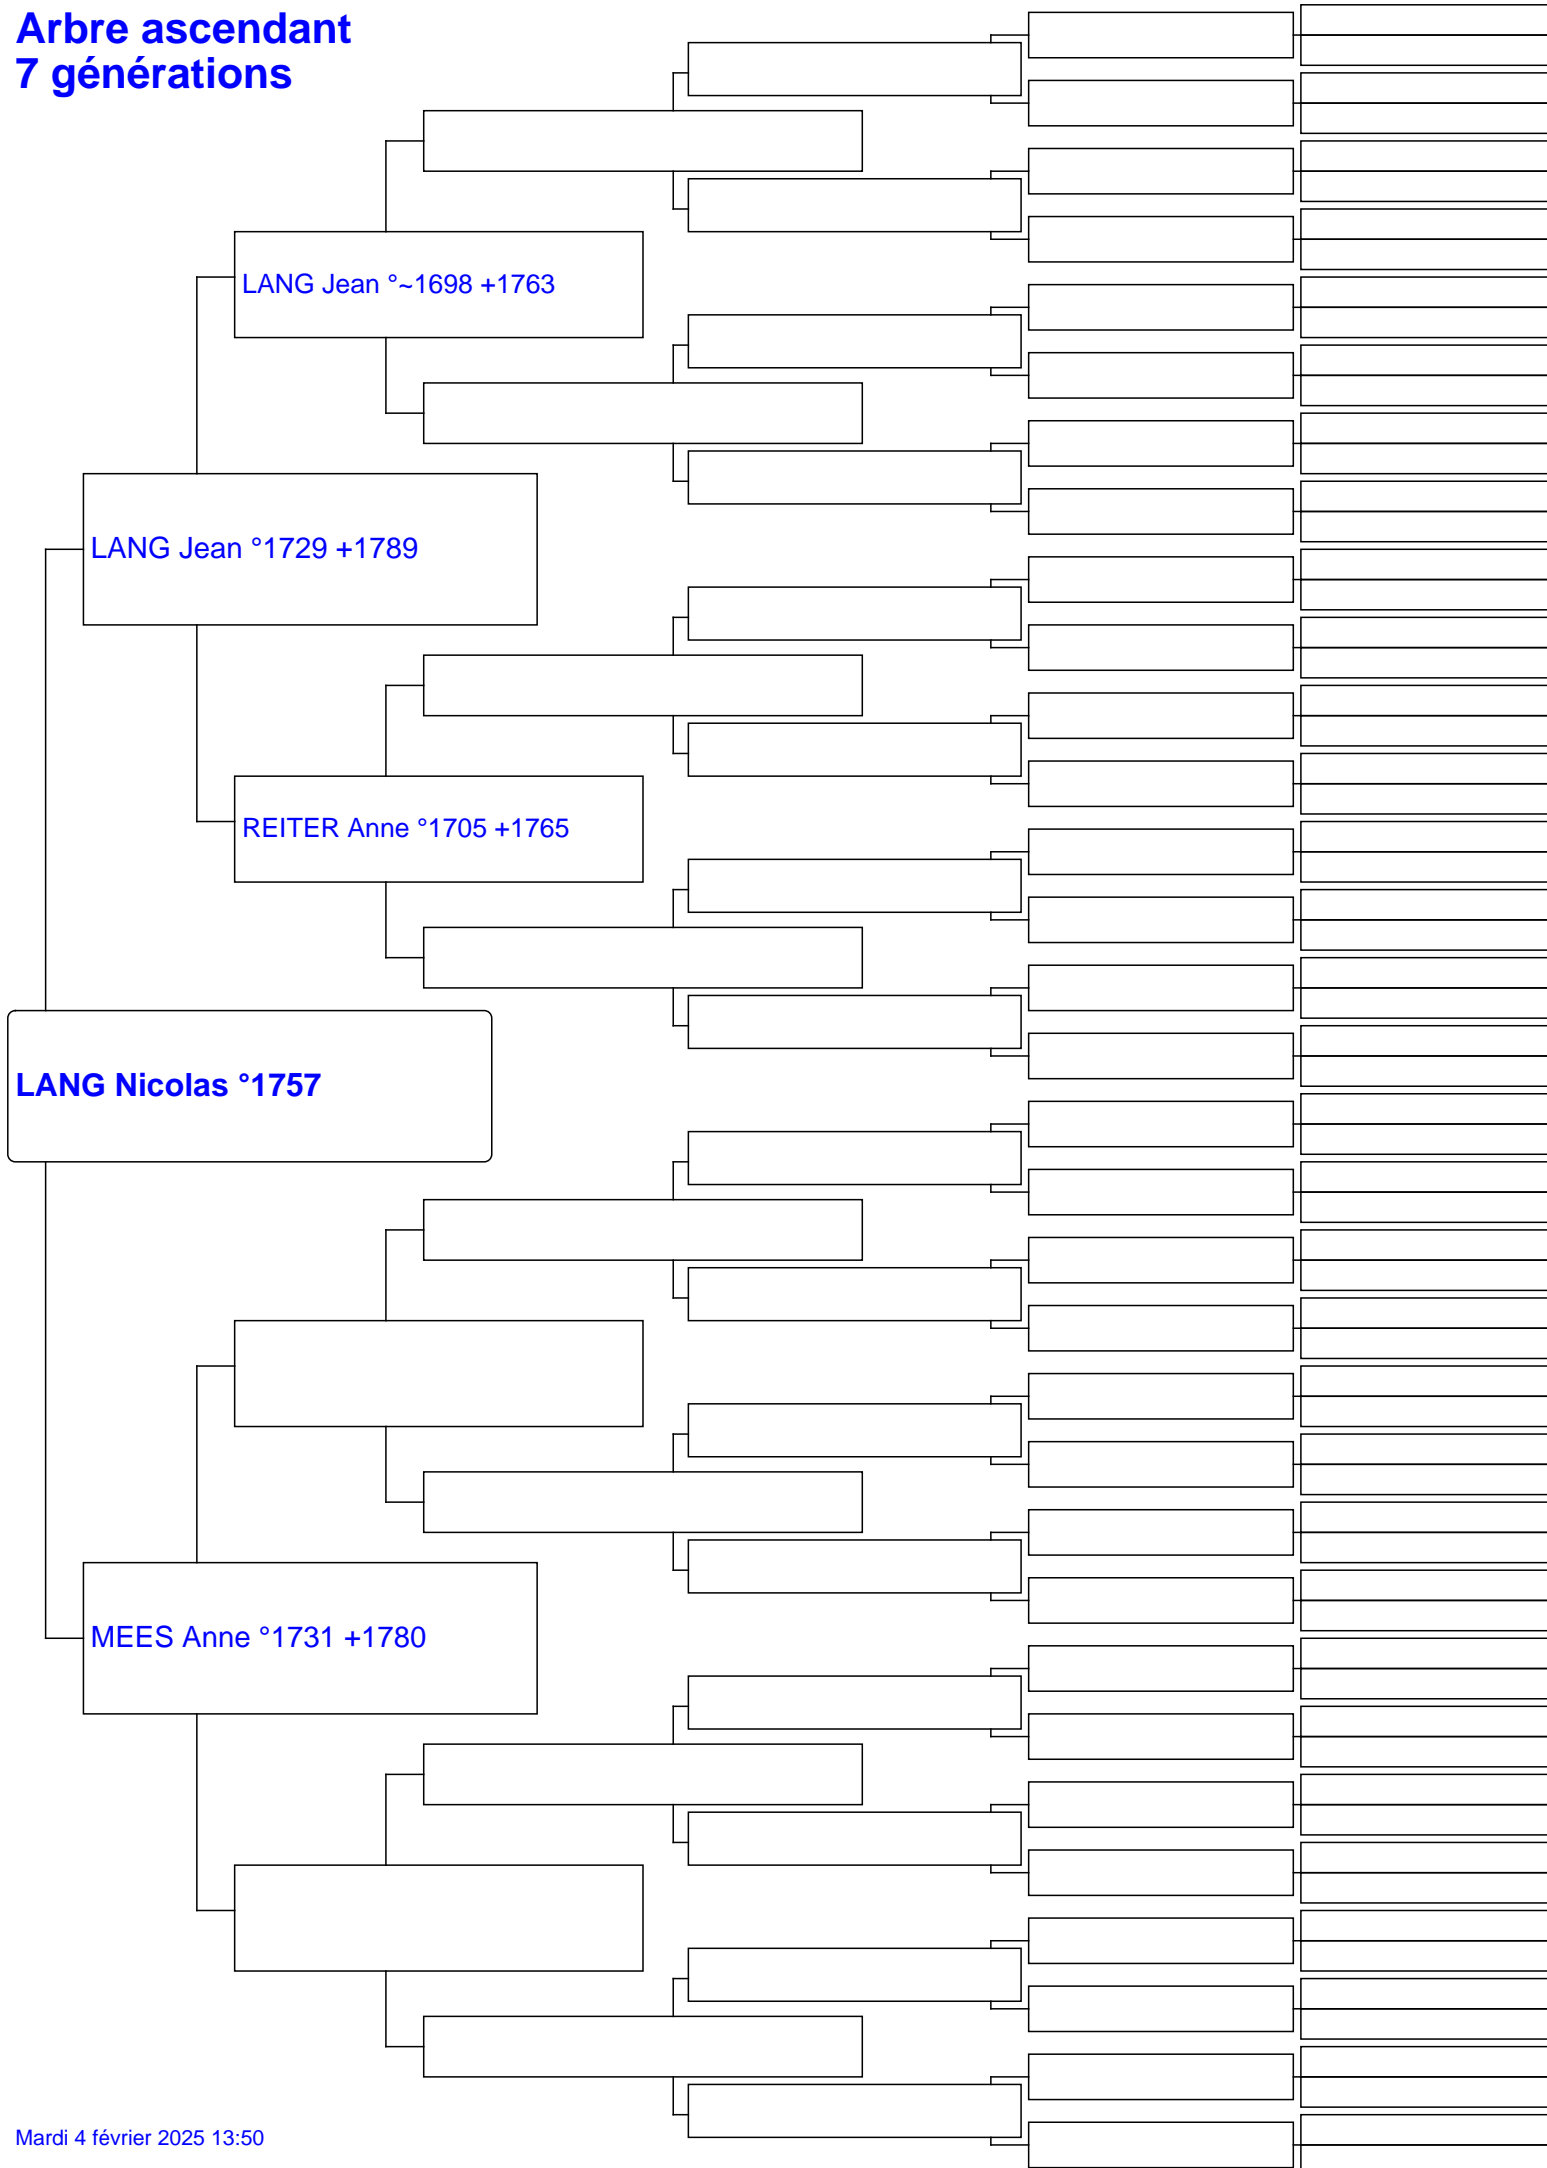 Arbre ascendant
7 générations
LANG Jean °~1698 +1763
LANG Jean °1729 +1789
REITER Anne °1705 +1765
LANG Nicolas °1757
MEES Anne °1731 +1780
Mardi 4 février 2025 13:50